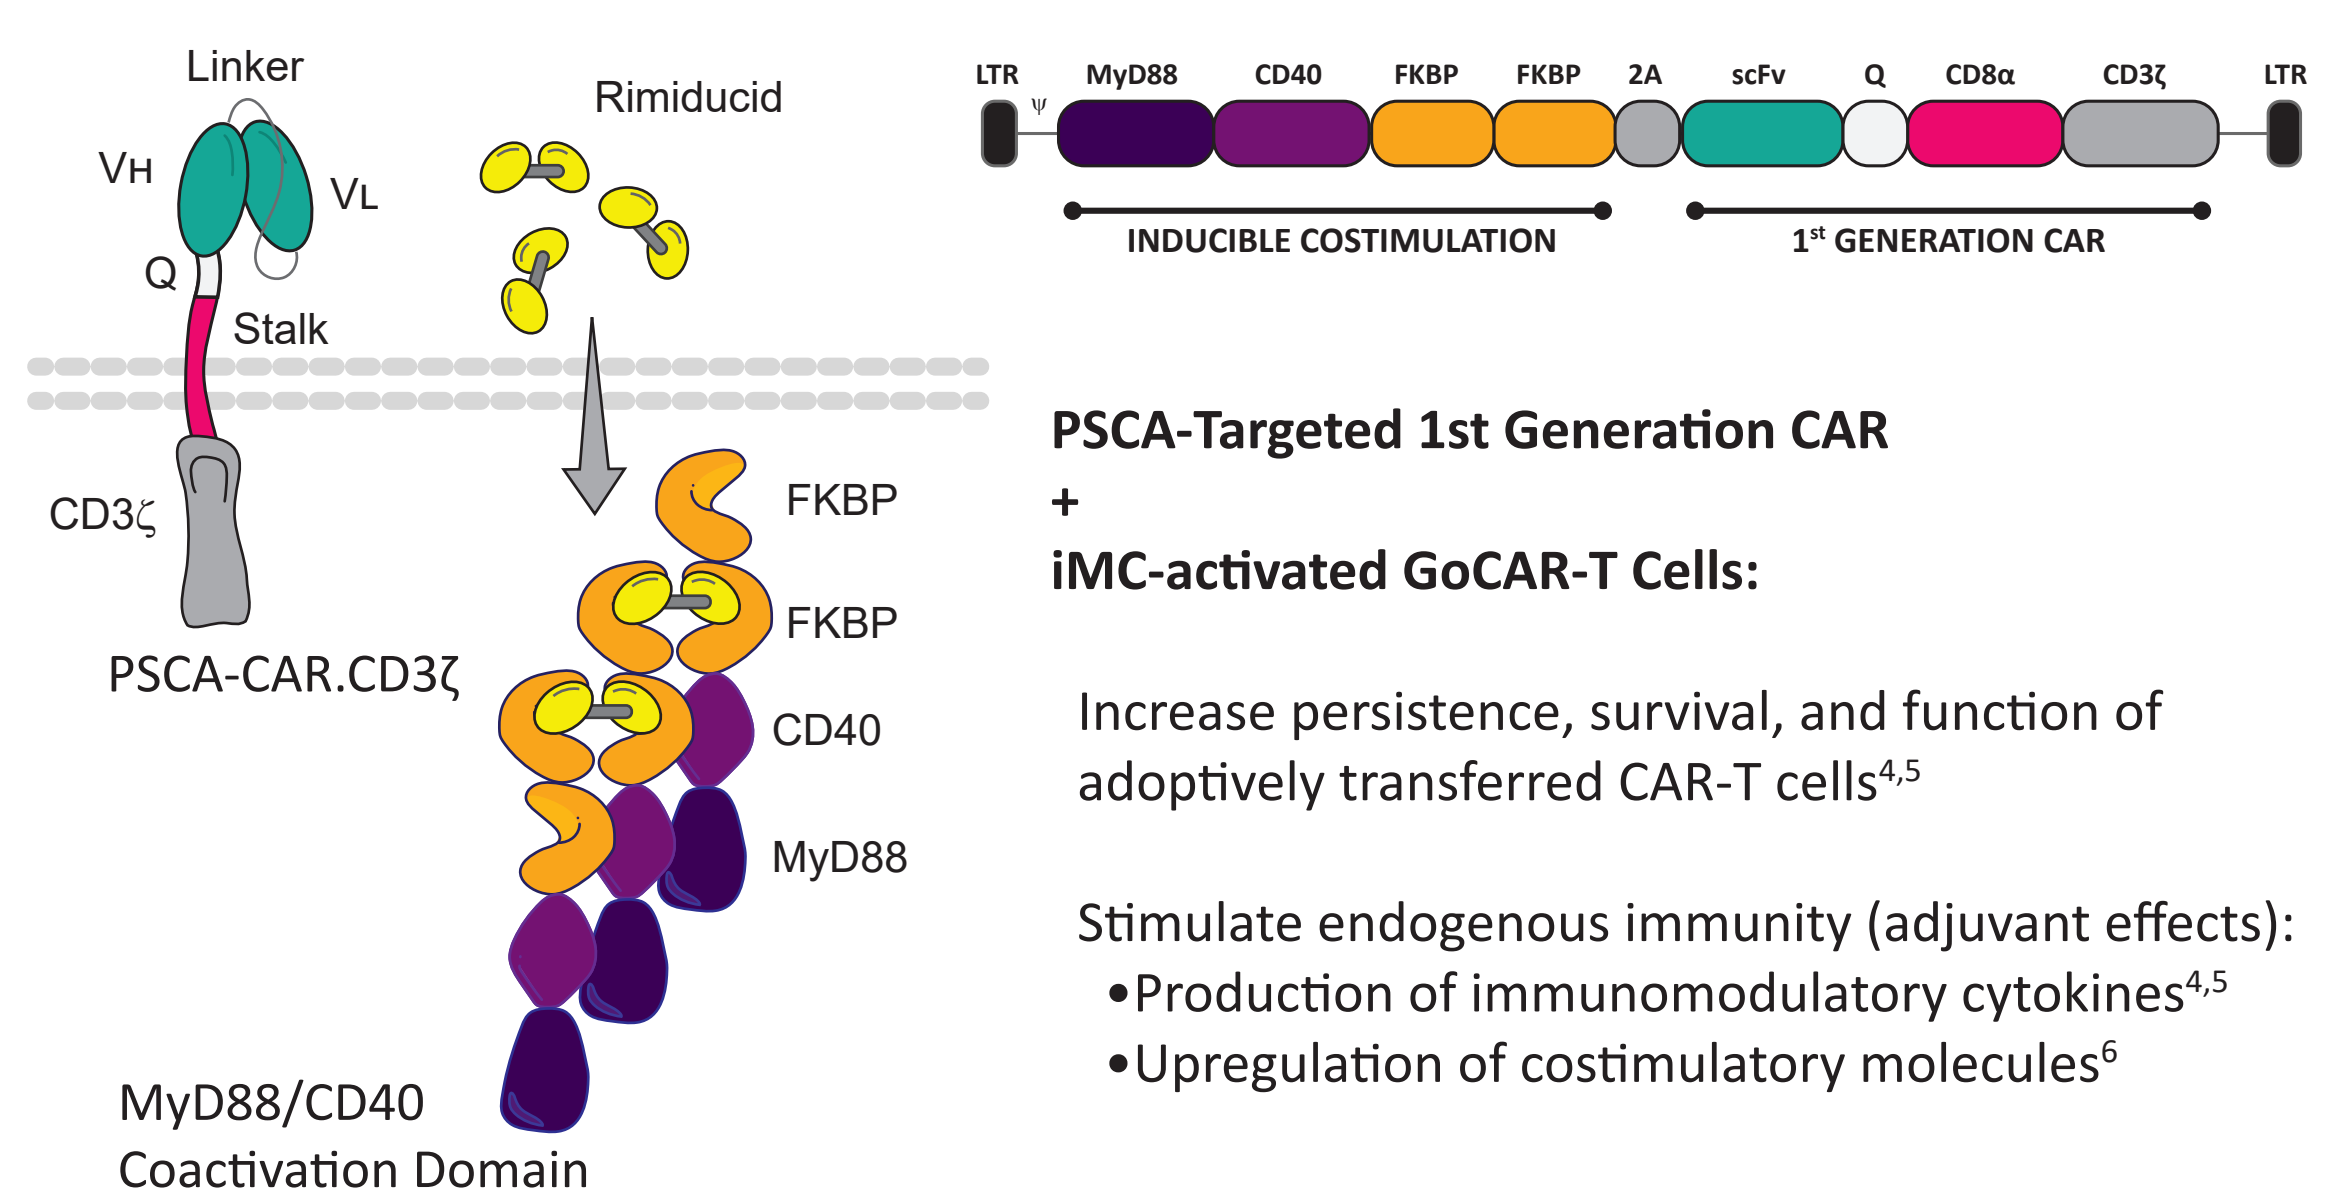 Linker
Rimiducid
VH
VL
Q
Stalk
CD3ζ
PSCA-CAR.CD3ζ
FKBP
FKBP
CD40
MyD88
MyD88/CD40
Coactivation Domain
LTR ψ MyD88 CD40 FKBP FKBP 2A scFv Q CD8α CD3ζ LTR
INDUCIBLE COSTIMULATION 1st GENERATION CAR
PSCA-Targeted 1st Generation CAR
+
iMC-activated GoCAR-T Cells:
Increase persistence, survival, and function of
adoptively transferred CAR-T cells4,5
Stimulate endogenous immunity (adjuvant effects):
•Production of immunomodulatory cytokines4,5
•Upregulation of costimulatory molecules6